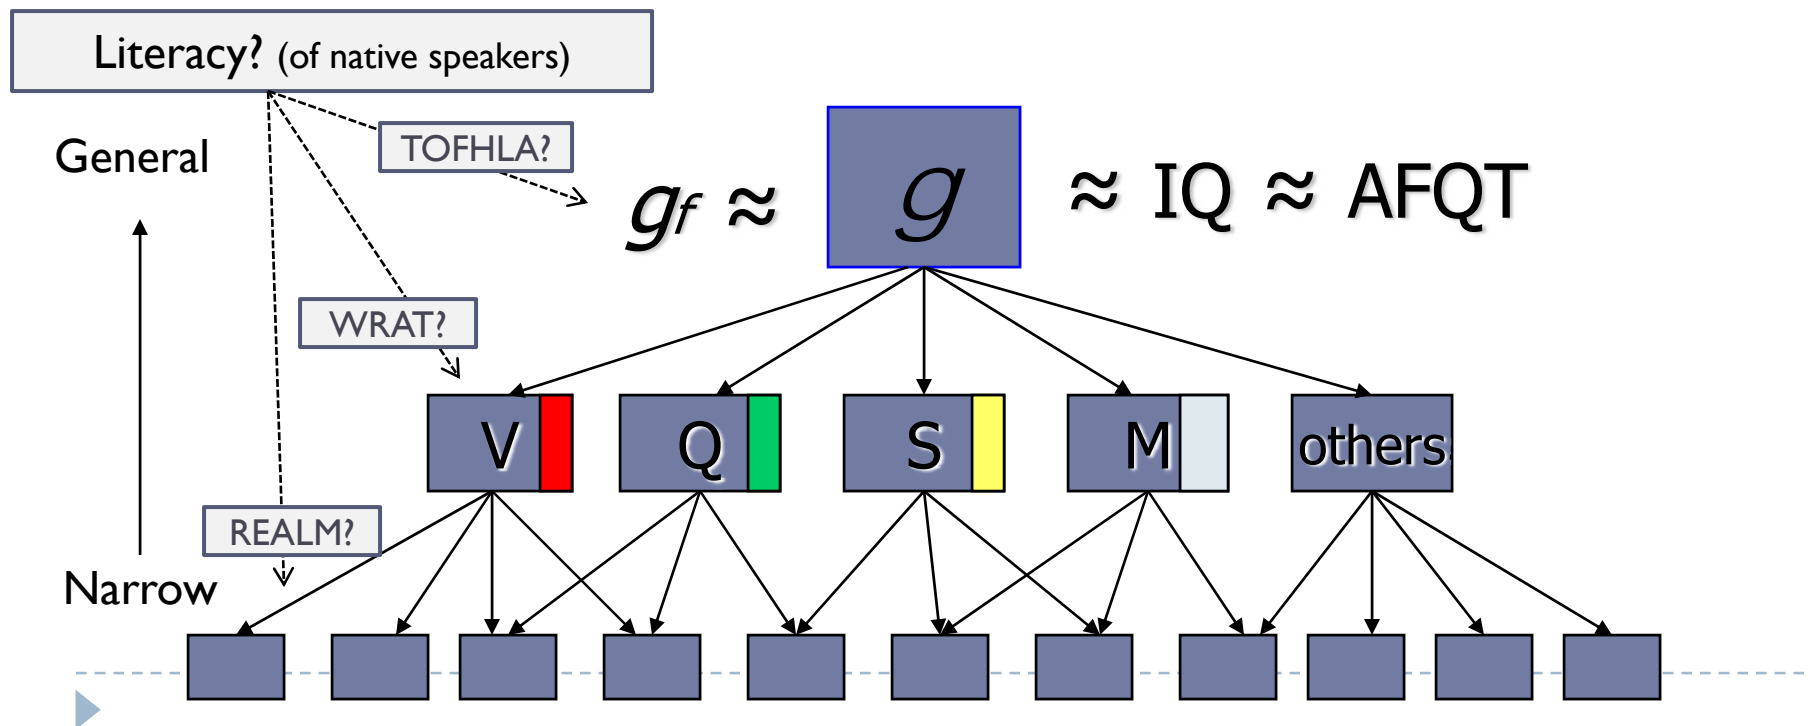 Literacy? (of native speakers)
TOFHLA?
General
gf ≈ g ≈ IQ ≈ AFQT
WRAT?
V Q S M others
REALM?
Narrow